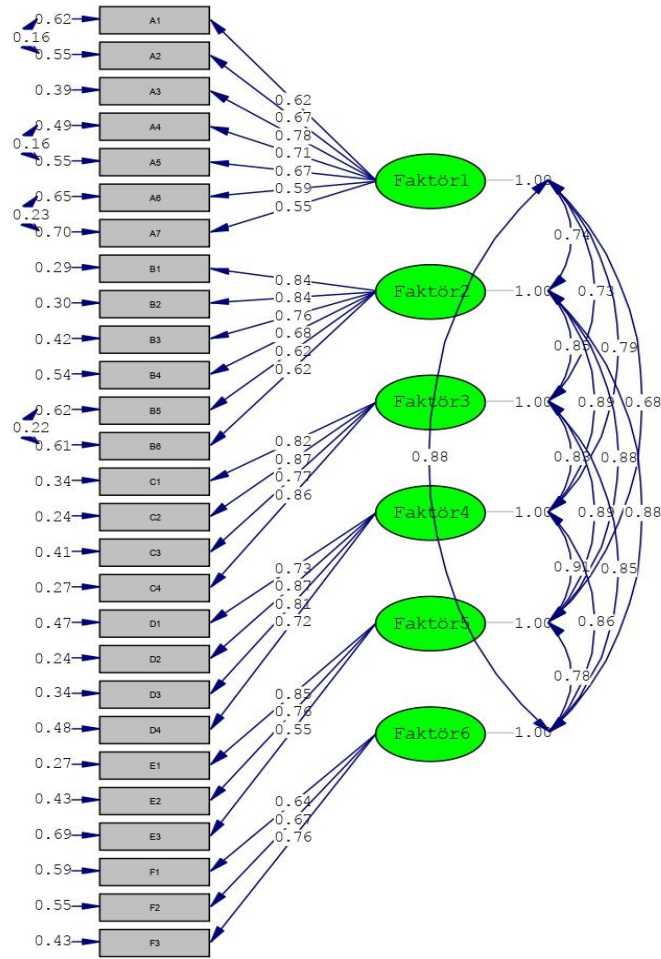 0.62 A1
0.16
0.55 A2
0.39 A3
0.49 A4
0.16
0.55 A5
0.65 A6
0.23
0.70 A7
0.29 B1
0.30 B2
0.42 B3
0.54 B4
0.62 B5
0.22
0.61 B6
0.34 C1
0.24 C2
0.41 C3
0.27 C4
0.47 D1
0.24 D2
0.34 D3
0.48 D4
0.27 E1
0.43 E2
0.69 E3
0.59 F1
0.55 F2
0.43 F3
0.62
0.67
0.78
0.71
0.67
0.59
0.55
0.84
0.84
0.76
0.68
0.62
0.62
0.82
0.87
0.77
0.86
0.73
0.87
0.81
0.72
0.85
0.76
0.55
0.64
0.67
0.76
Faktör1 1.00
Faktör2 1.00
Faktör3 1.00
Faktör4 1.00
Faktör5 1.00
Faktör6 1.00
0.74
0.73
0.79
0.89 0.68
0.88
0.88
0.89 0.88
0.91 0.85
0.86
0.78